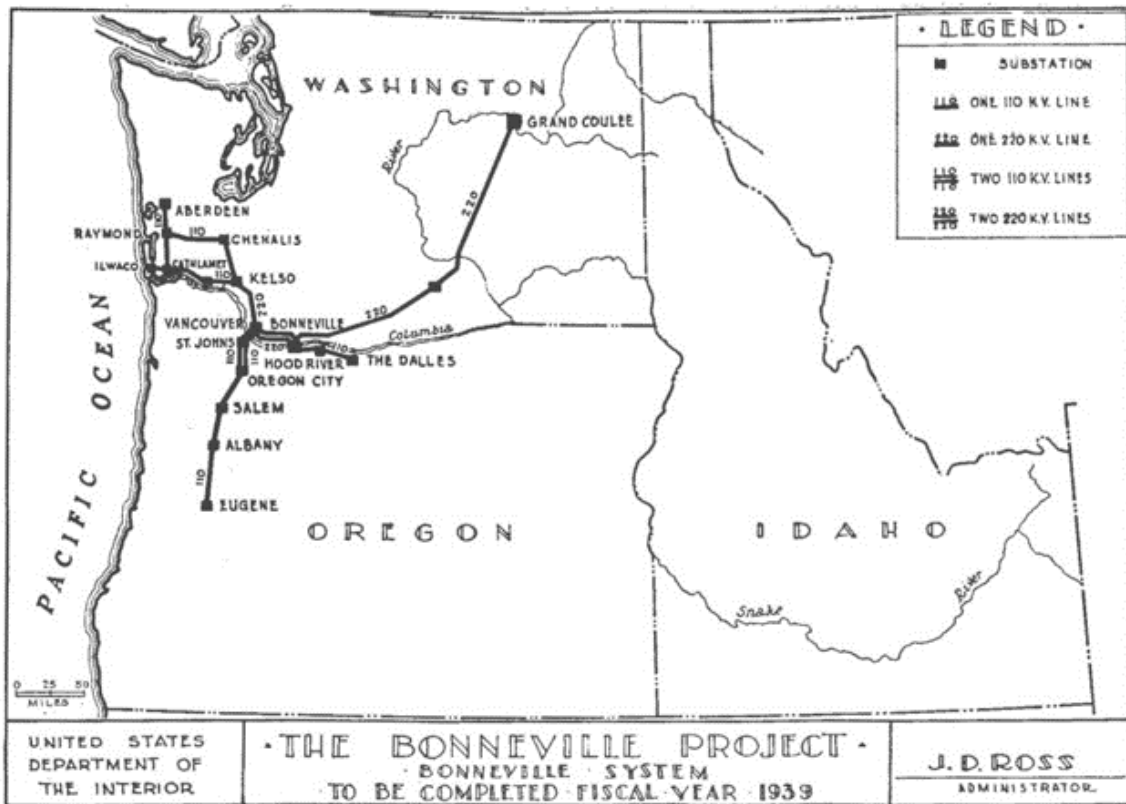 · LEGEND ·
SUBSTATION
110 ONE 110 K.V. LINE
220 ONE 220 K.V. LINE
110 110 TWO 110 K.V. LINES
220 220 TWO 220 K.V. LINES
WASHINGTON
GRAND COULEE
River
220
ABERDEEN
110
RAYMOND
110
CHEHALIS
ILWACO
CATHLAMET
110
KELSO
220
220
VANCOUVER
BONNEVILLE
Columbia
ST. JOHNS
220
110
HOOD RIVER
THE DALLES
110
110
OREGON CITY
SALEM
ALBANY
110
EUGENE
PACIFIC OCEAN
OREGON
IDAHO
Snake
River
0 25 50
MILES
UNITED STATES
DEPARTMENT OF
THE INTERIOR
· THE BONNEVILLE PROJECT ·
· BONNEVILLE · SYSTEM
· TO BE COMPLETED · FISCAL · YEAR · 1939
J. D. ROSS
ADMINISTRATOR